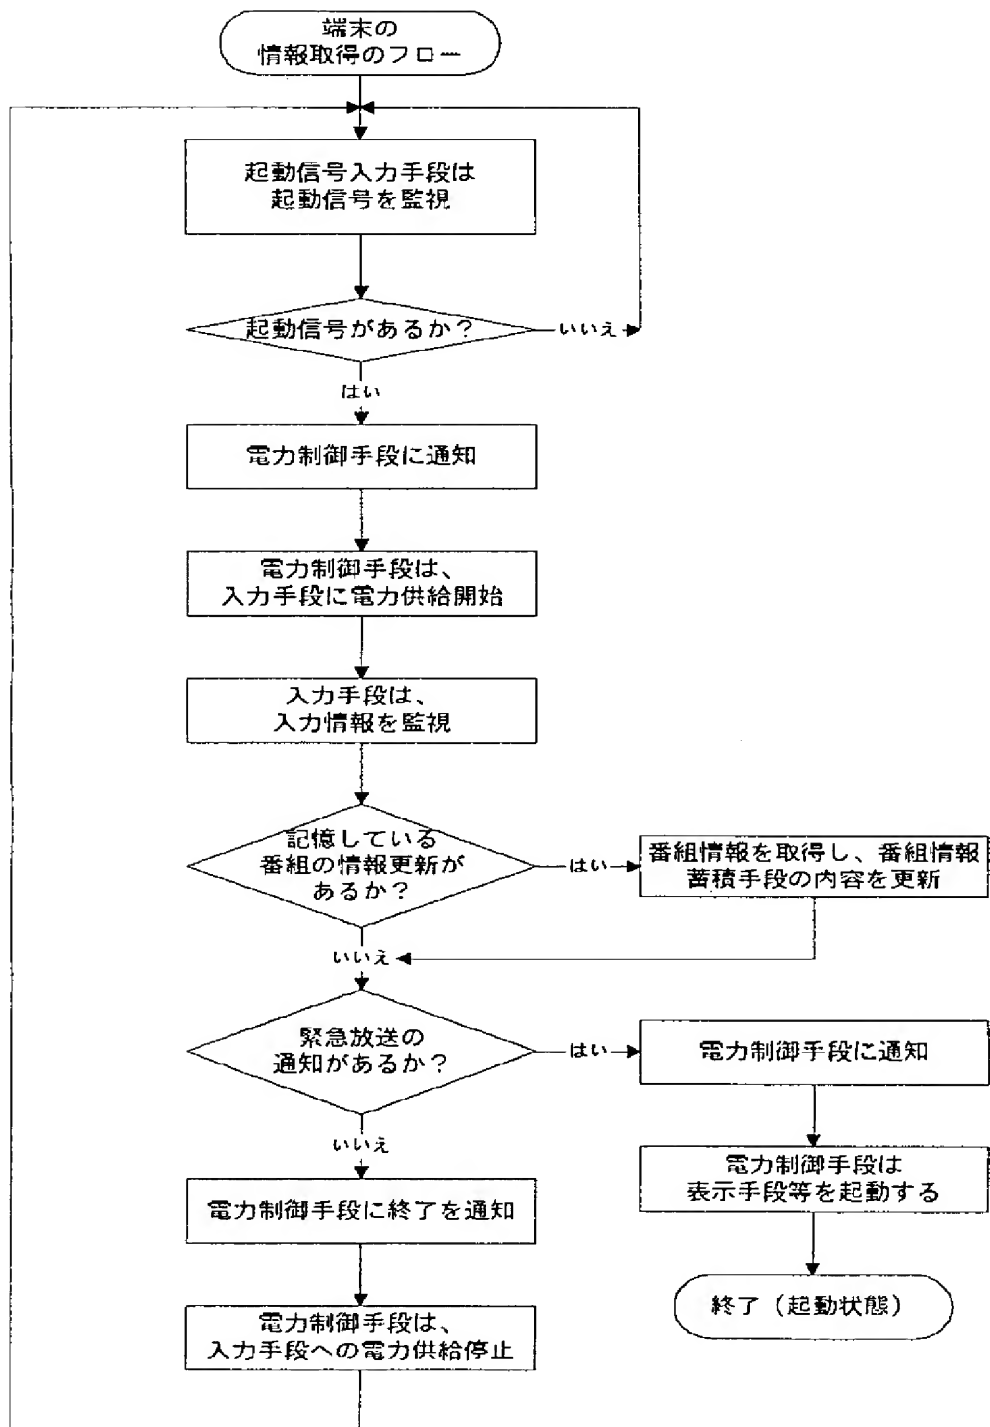 端末の
情報取得のフロー
起動信号入力手段は
起動信号を監視
起動信号があるか？
いいえ
はい
電力制御手段に通知
電力制御手段は、
入力手段に電力供給開始
入力手段は、
入力情報を監視
記憶している
番組の情報更新が
あるか？
はい
番組情報を取得し、番組情報
蓄積手段の内容を更新
いいえ
緊急放送の
通知があるか？
はい
電力制御手段に通知
いいえ
電力制御手段は
表示手段等を起動する
電力制御手段に終了を通知
終了（起動状態）
電力制御手段は、
入力手段への電力供給停止